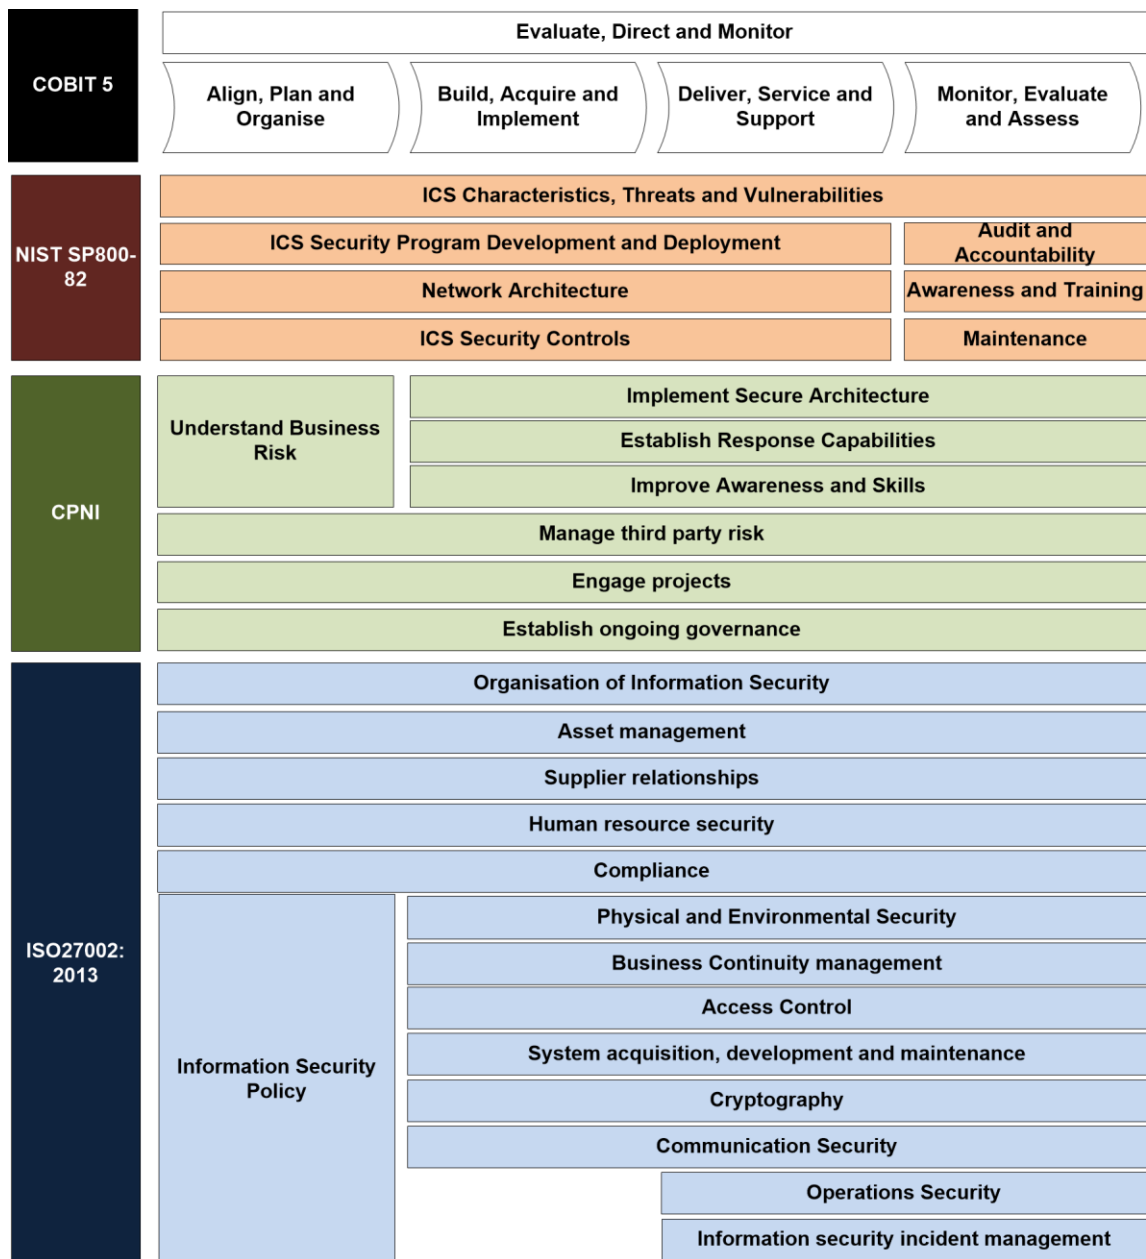 COBIT 5
Evaluate, Direct and Monitor
Align, Plan and
Organise
Build, Acquire and
Implement
Deliver, Service and
Support
Monitor, Evaluate
and Assess
NIST SP800-
82
ICS Characteristics, Threats and Vulnerabilities
ICS Security Program Development and Deployment
Audit and
Accountability
Network Architecture
Awareness and Training
ICS Security Controls
Maintenance
CPNI
Understand Business
Risk
Implement Secure Architecture
Establish Response Capabilities
Improve Awareness and Skills
Manage third party risk
Engage projects
Establish ongoing governance
ISO27002:
2013
Organisation of Information Security
Asset management
Supplier relationships
Human resource security
Compliance
Information Security
Policy
Physical and Environmental Security
Business Continuity management
Access Control
System acquisition, development and maintenance
Cryptography
Communication Security
Operations Security
Information security incident management